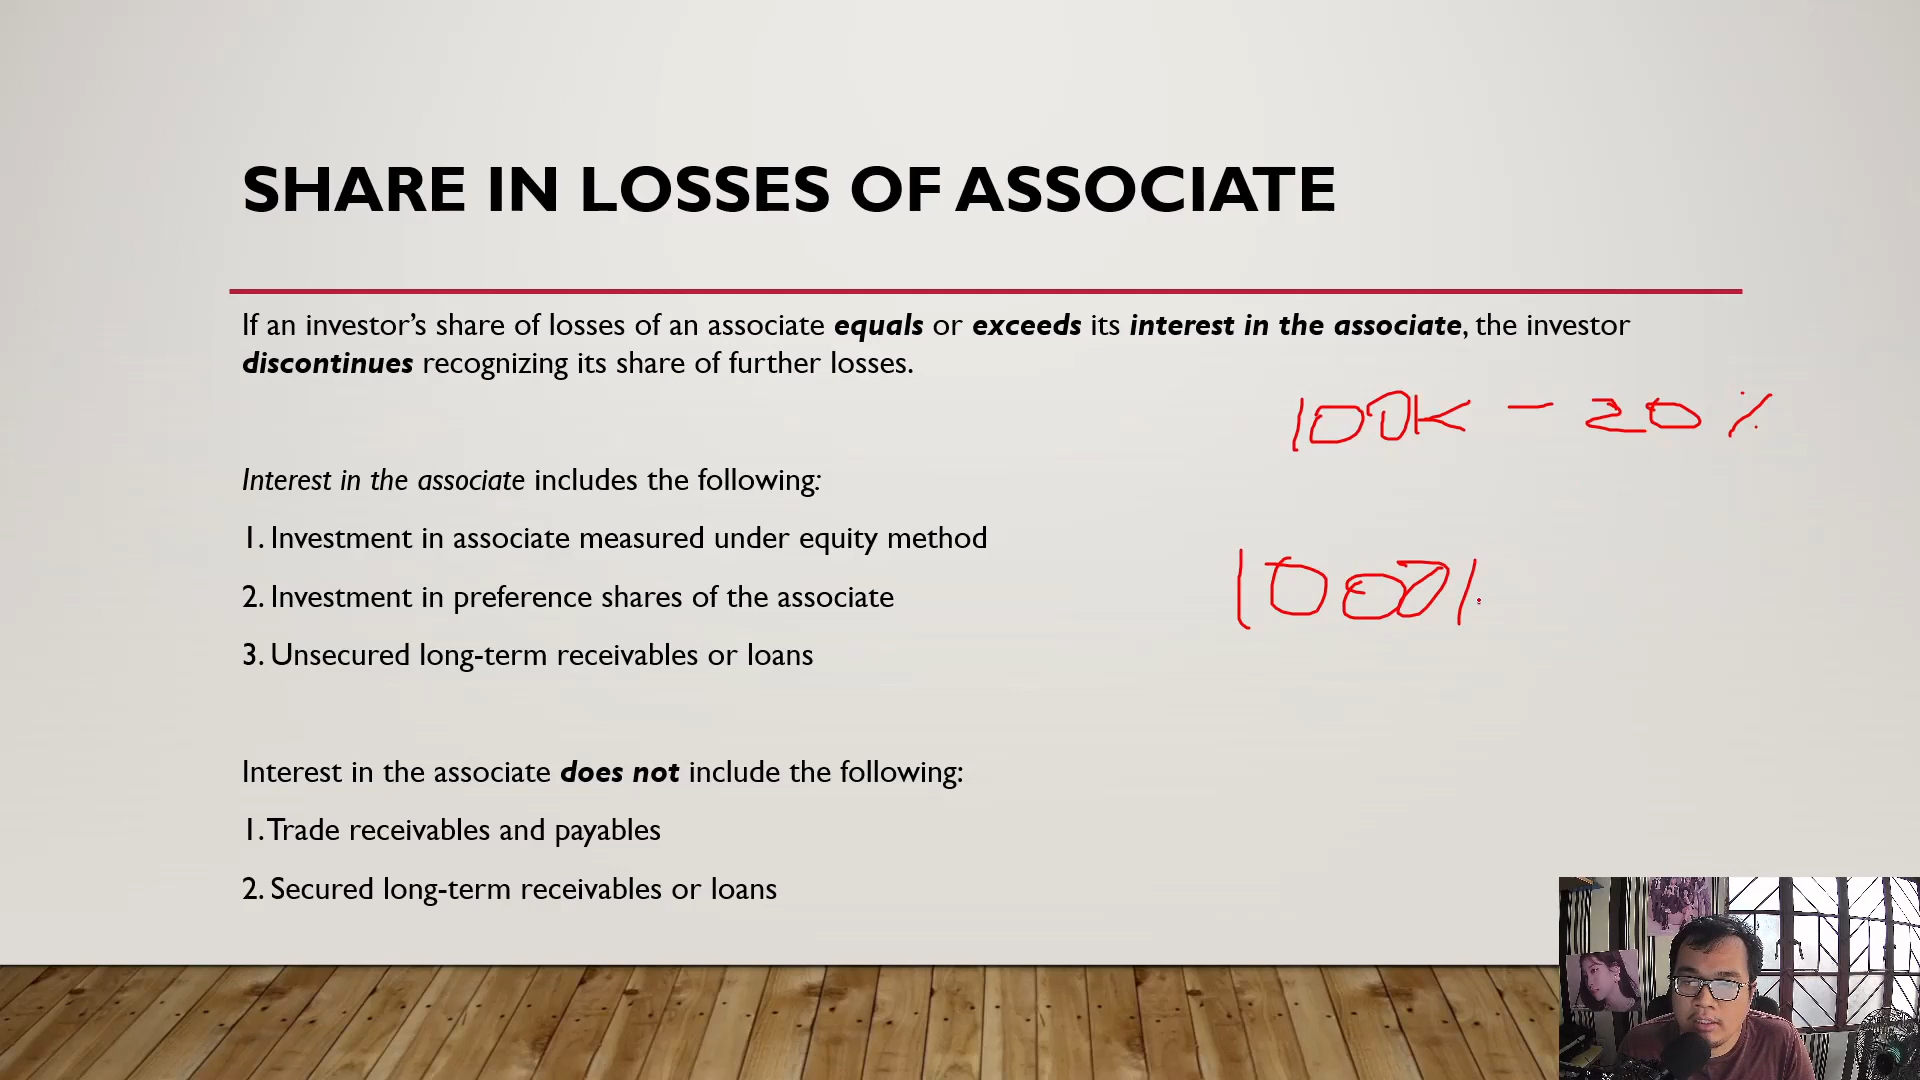 SHARE IN LOSSES OF ASSOCIATE
If an investor’s share of losses of an associate equals or exceeds its interest in the associate, the investor
discontinues recognizing its share of further losses.
100K – 20%
Interest in the associate includes the following:
1. Investment in associate measured under equity method
2. Investment in preference shares of the associate
100%
3. Unsecured long-term receivables or loans
Interest in the associate does not include the following:
1. Trade receivables and payables
2. Secured long-term receivables or loans